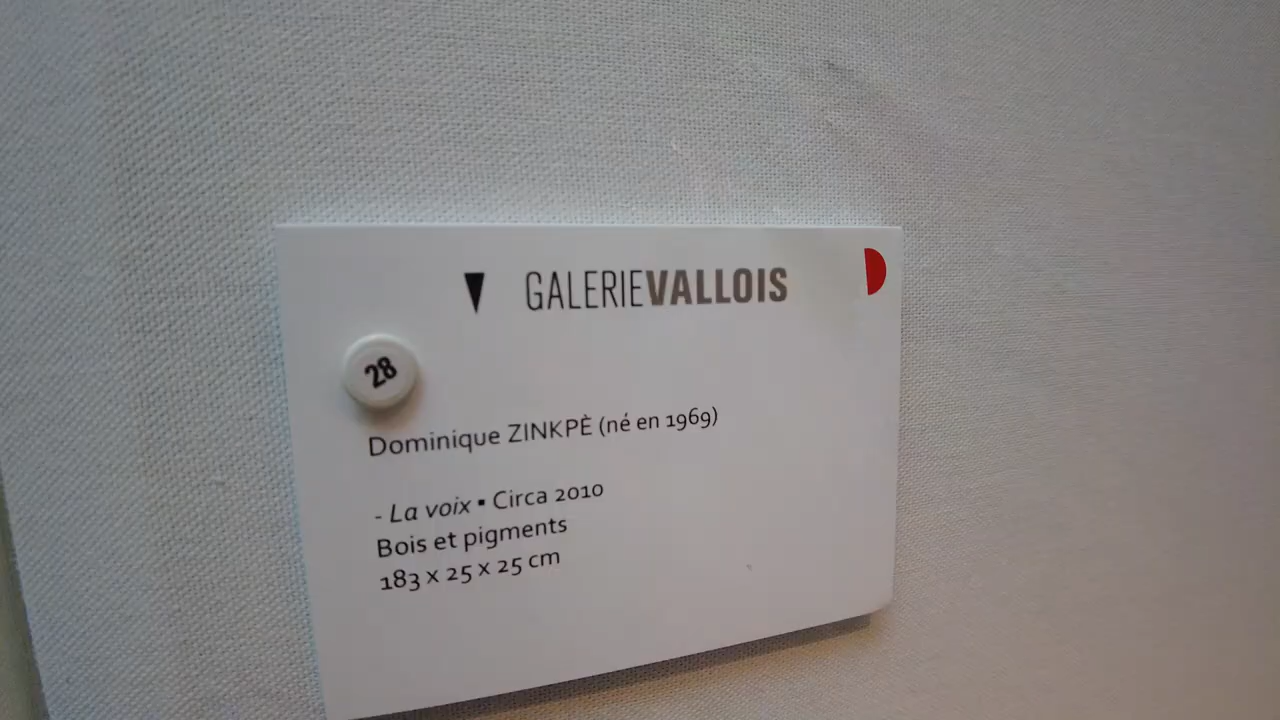 GALERIEVALLOIS
28
Dominique ZINKPÈ (né en 1969)
- La voix ▪ Circa 2010
Bois et pigments
183 x 25 x 25 cm